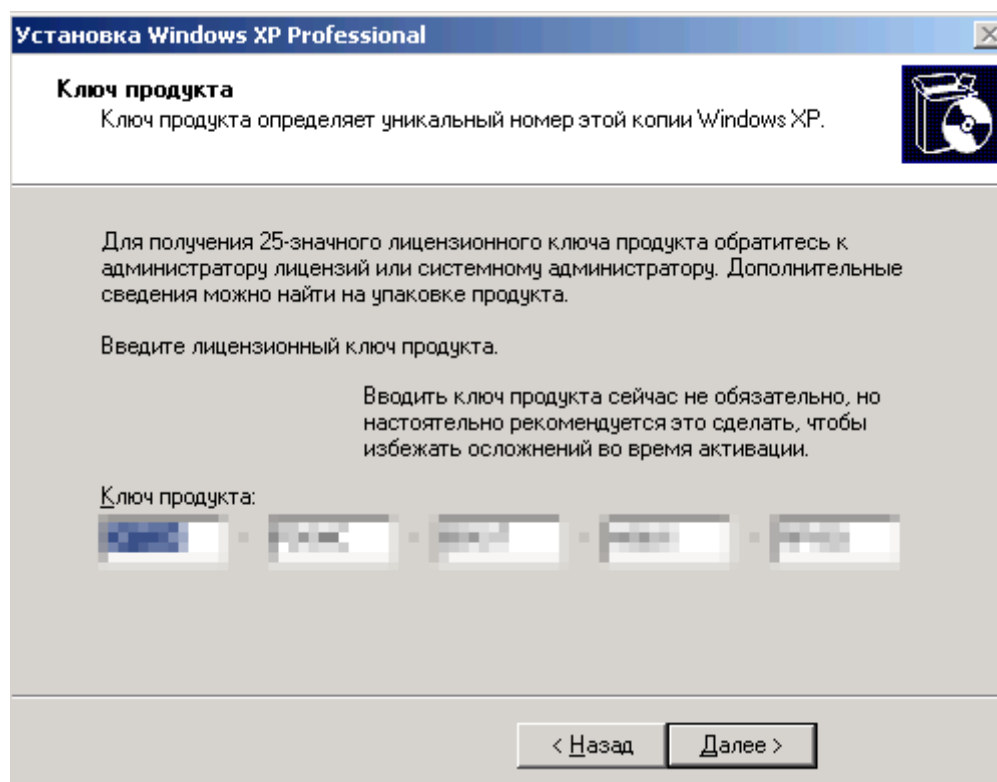 Установка Windows XP Professional
Ключ продукта
Ключ продукта определяет уникальный номер этой копии Windows XP.
Для получения 25-значного лицензионного ключа продукта обратитесь к
администратору лицензий или системному администратору. Дополнительные
сведения можно найти на упаковке продукта.
Введите лицензионный ключ продукта.
Вводить ключ продукта сейчас не обязательно, но
настоятельно рекомендуется это сделать, чтобы
избежать осложнений во время активации.
Ключ продукта:
< Назад
Далее >